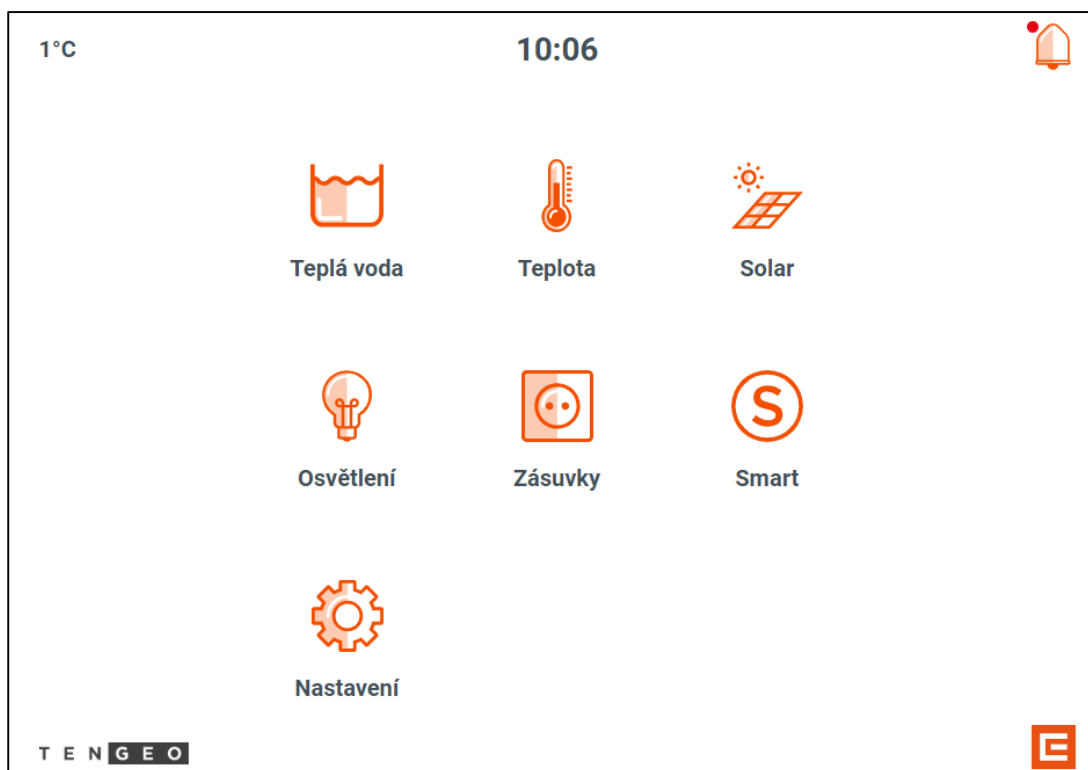 1°C
10:06
Teplá voda
Teplota
Solar
Osvětlení
Zásuvky
S
Smart
Nastavení
TENGEO
E